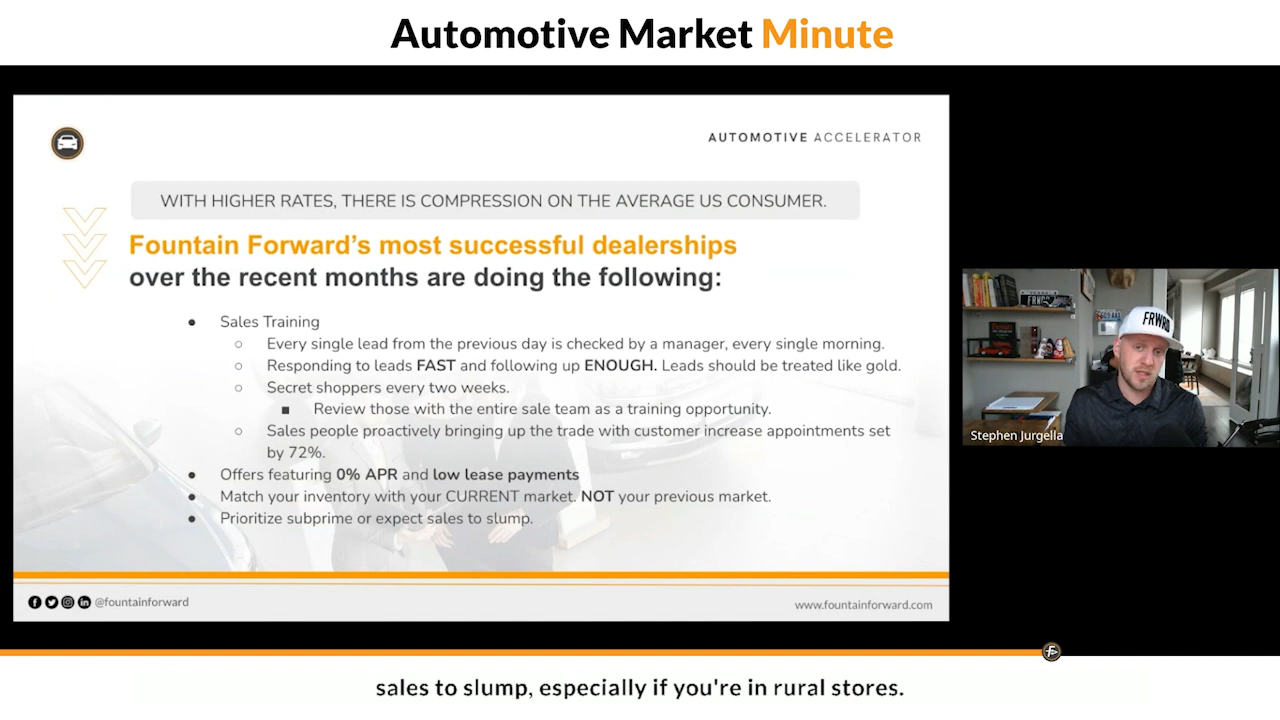 Automotive Market Minute
AUTOMOTIVE ACCELERATOR
WITH HIGHER RATES, THERE IS COMPRESSION ON THE AVERAGE US CONSUMER.
Fountain Forward's most successful dealerships
over the recent months are doing the following:
● Sales Training
○ Every single lead from the previous day is checked by a manager, every single morning.
○ Responding to leads FAST and following up ENOUGH. Leads should be treated like gold.
○ Secret shoppers every two weeks.
■ Review those with the entire sale team as a training opportunity.
○ Sales people proactively bringing up the trade with customer increase appointments set
by 72%.
● Offers featuring 0% APR and low lease payments
● Match your inventory with your CURRENT market. NOT your previous market.
● Prioritize subprime or expect sales to slump.
@fountainforward
www.fountainforward.com
FRWRD
Stephen Jurgella
sales to slump, especially if you're in rural stores.